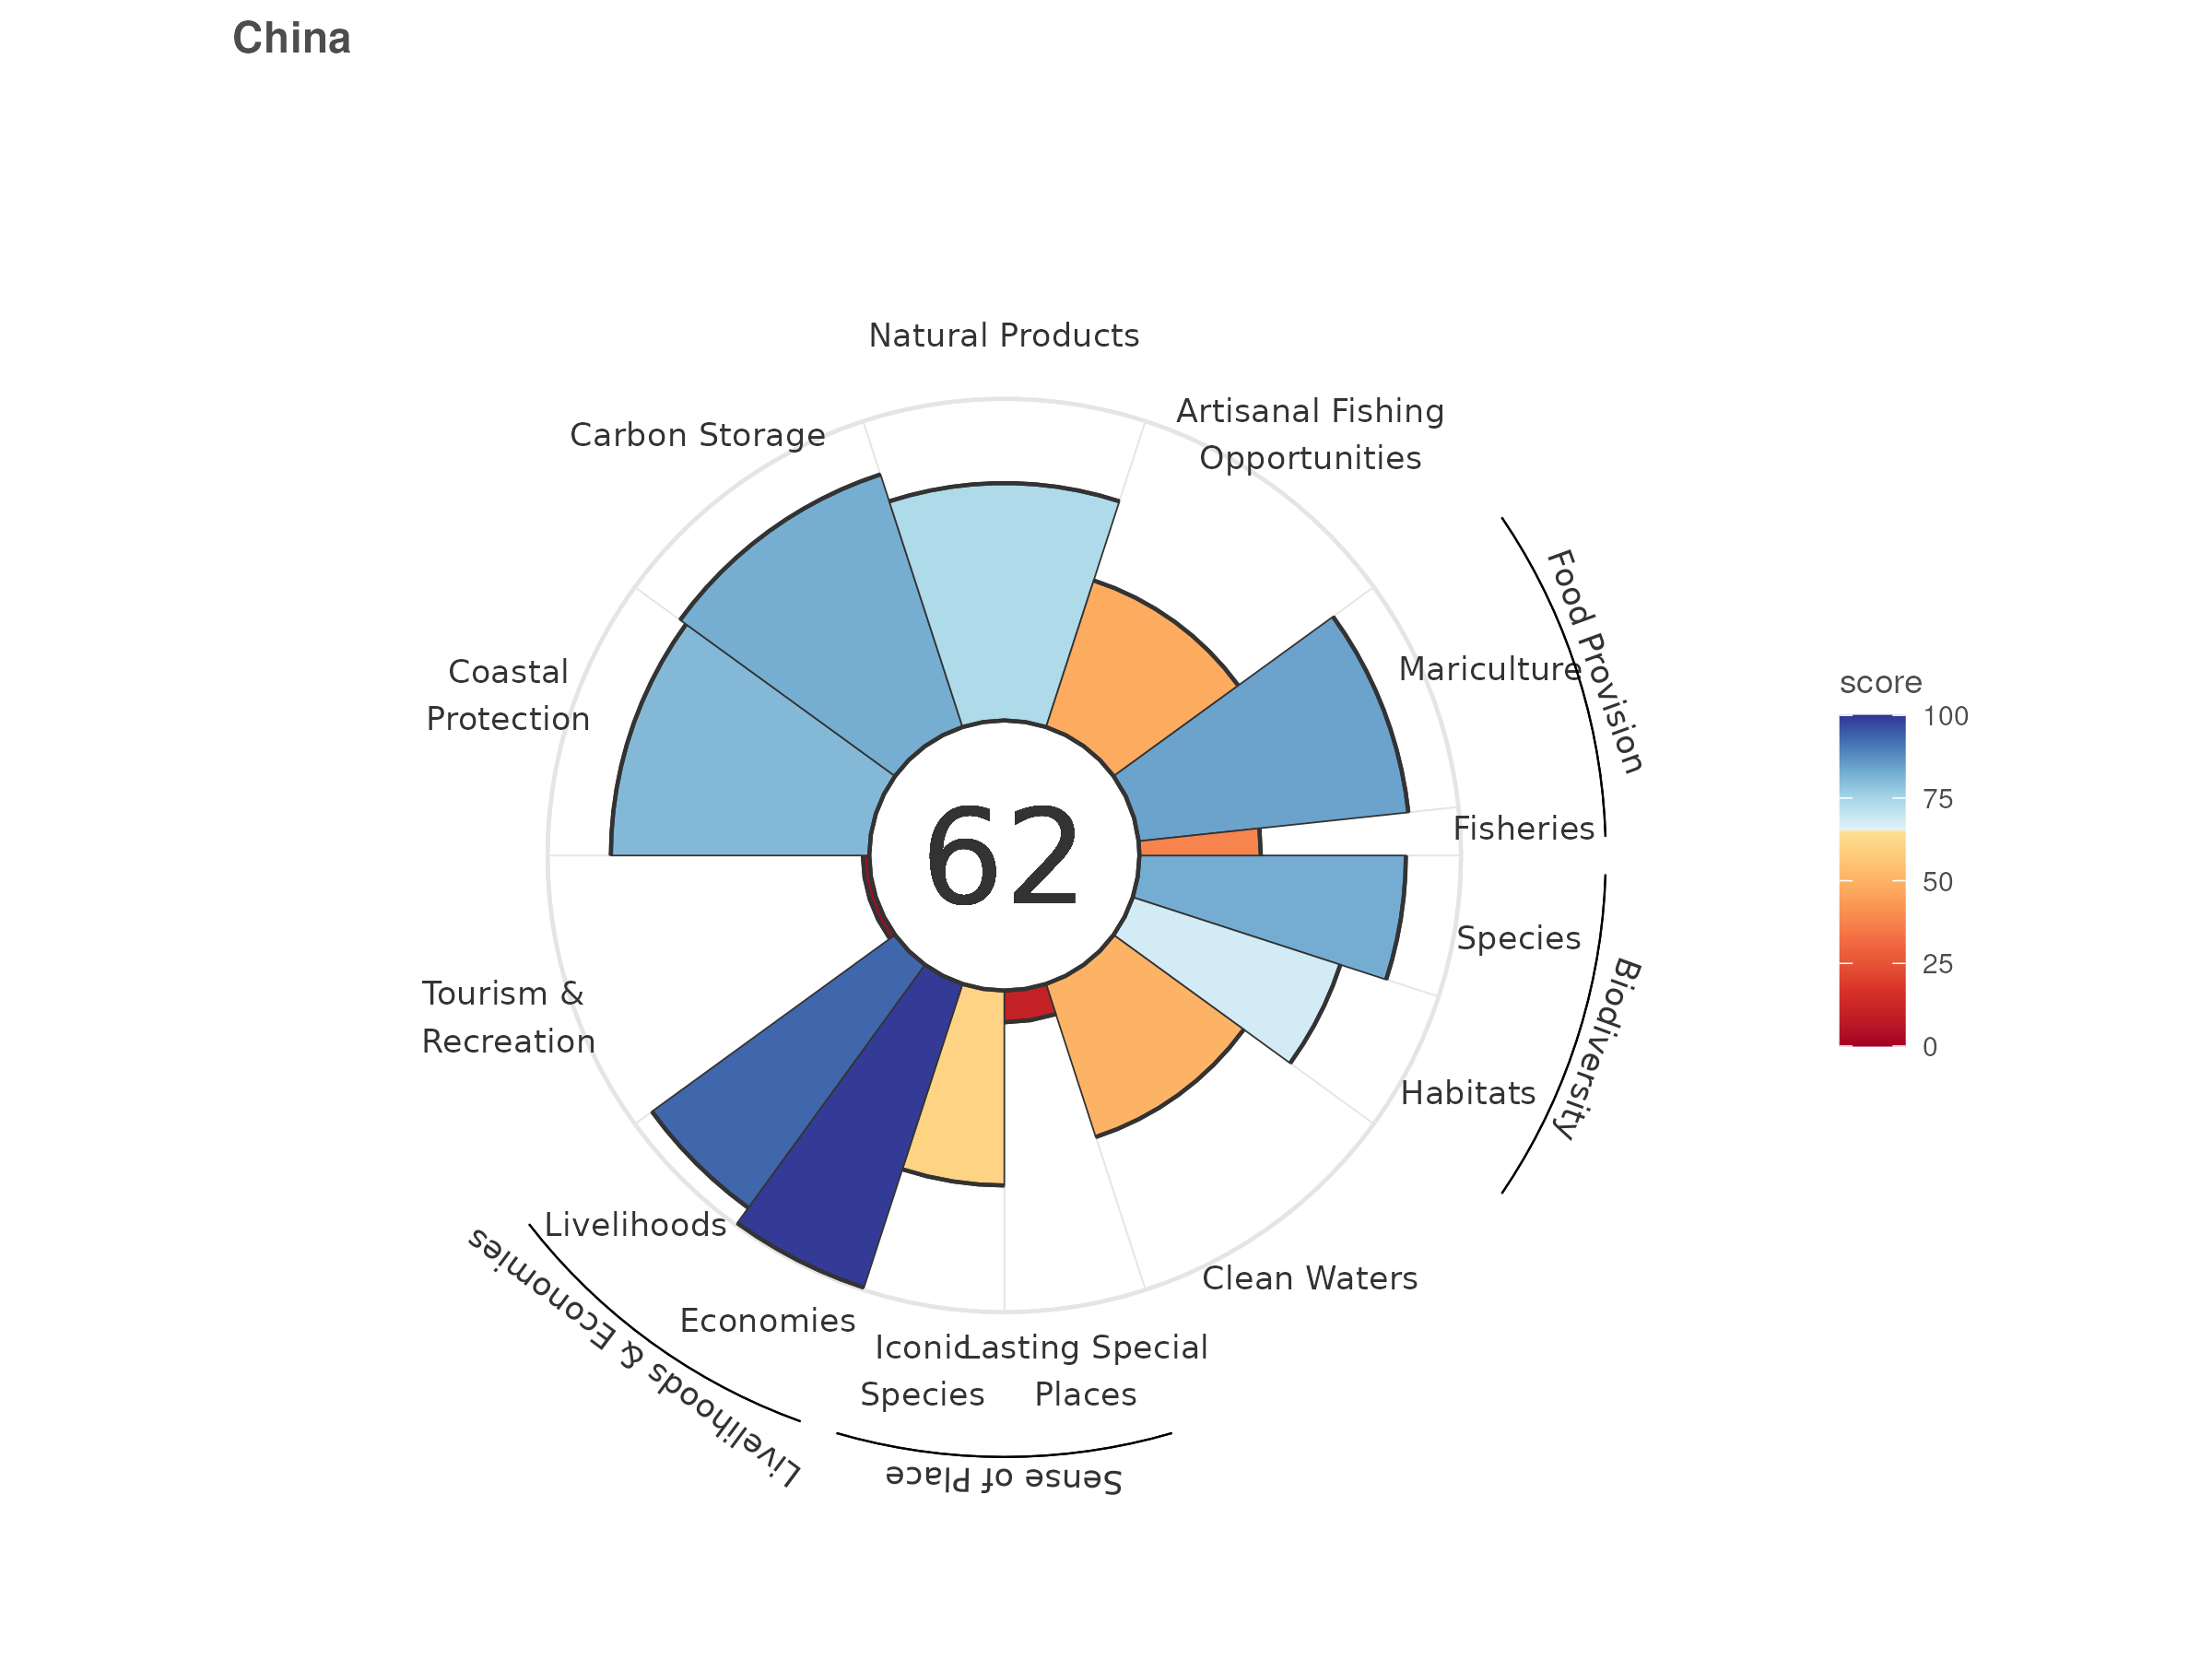 China
Natural Products
Artisanal Fishing
Opportunities
Carbon Storage
Food Provision
Mariculture
Coastal
Protection
score
100
75
50
25
0
Fisheries
62
Species
Biodiversity
Tourism &
Recreation
Habitats
Livelihoods
Livelihoods & Economies
Clean Waters
Economies
Iconic
Species
Lasting Special
Places
Sense of Place